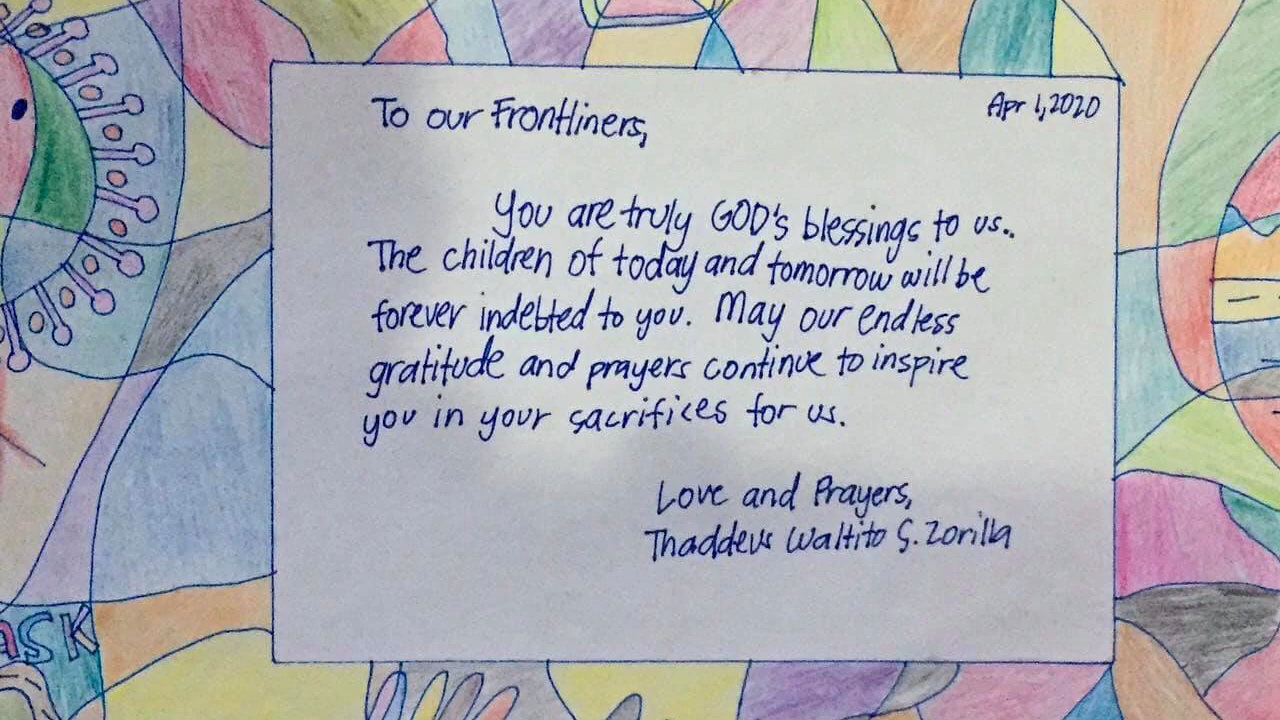 To our Frontliners,
Apr 1, 2020
You are truly GOD's blessings to us..
The children of today and tomorrow will be
forever indebted to you. May our endless
gratitude and prayers continue to inspire
you in your sacrifices for us.
Love and Prayers,
Thaddeus Waltito S. Zorilla
ASK